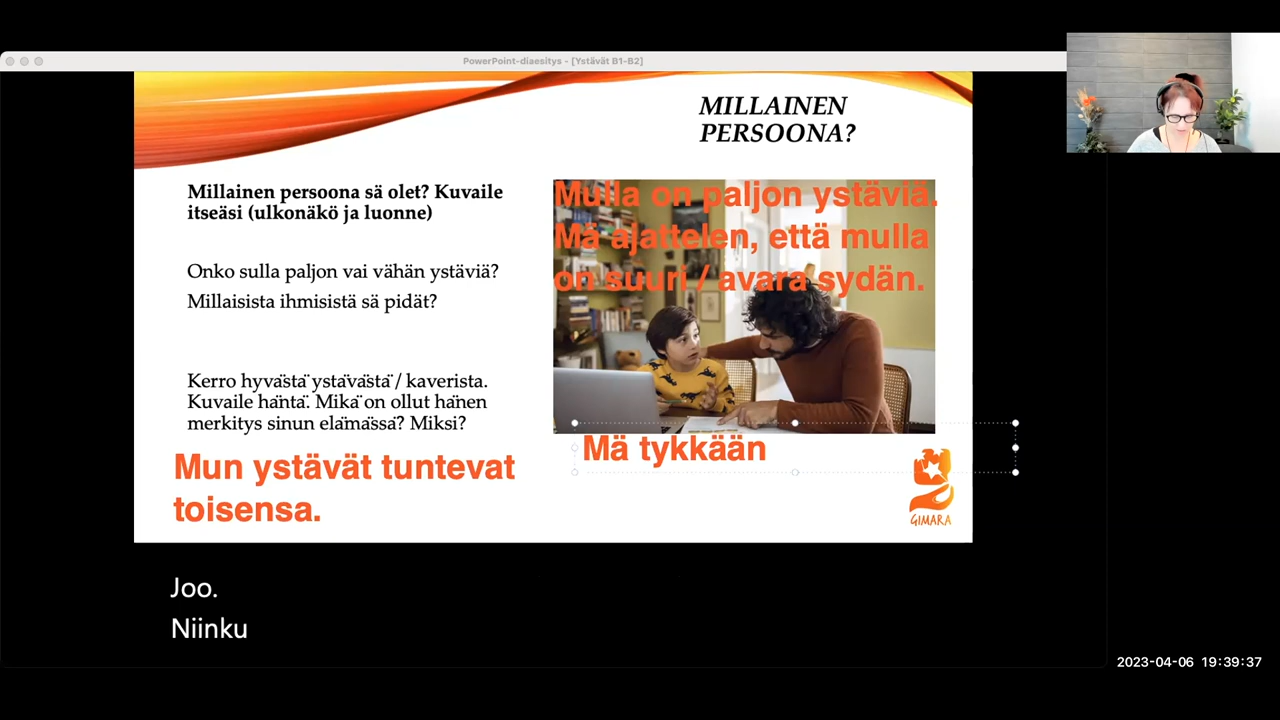 PowerPoint-diaesitys - [Ystävät B1-B2]
MILLAINEN
PERSOONA?
Millainen persoona sä olet? Kuvaile
itseäsi (ulkonäkö ja luonne)
Onko sulla paljon vai vähän ystäviä?
Millaisista ihmisistä sä pidät?
Kerro hyvästä ystävästä / kaverista.
Kuvaile häntä. Mikä on ollut hänen
merkitys sinun elämässä? Miksi?
Mun ystävät tuntevat
toisensa.
Mulla on paljon ystäviä.
Mä ajattelen, että mulla
on suuri / avara sydän.
Mä tykkään
GIMARA
Joo.
Niinku
2023-04-06 19:39:37